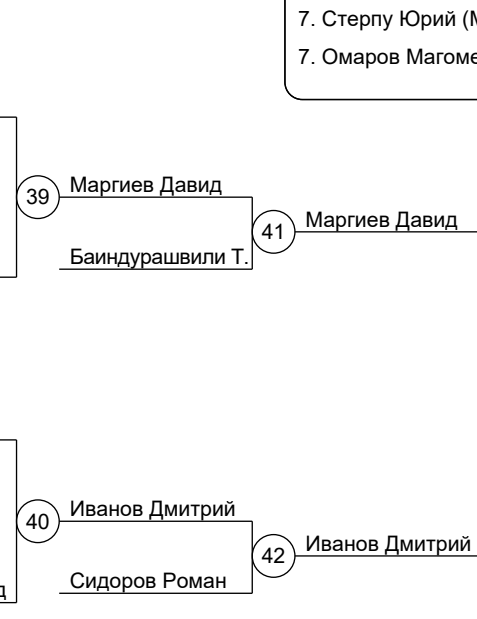 7. Стерпу Юрий
7. Омаров
39 Маргиев Давид
41 Маргиев Давид
Баиндурашвили Т.
40 Иванов Дмитрий
42 Иванов Дмитрий
Сидоров Роман